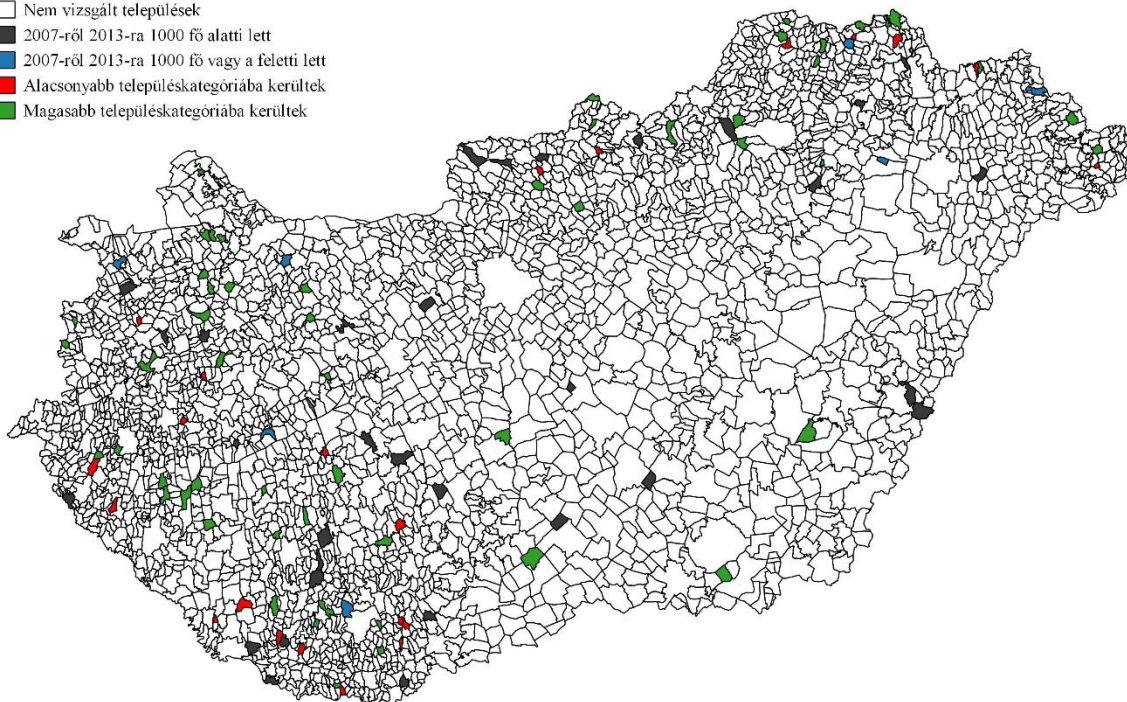 Nem vizsgált települések
2007-ről 2013-ra 1000 fő alatti lett
2007-ről 2013-ra 1000 fő vagy a feletti lett
Alacsonyabb településkategóriába kerültek
Magasabb településkategóriába kerültek